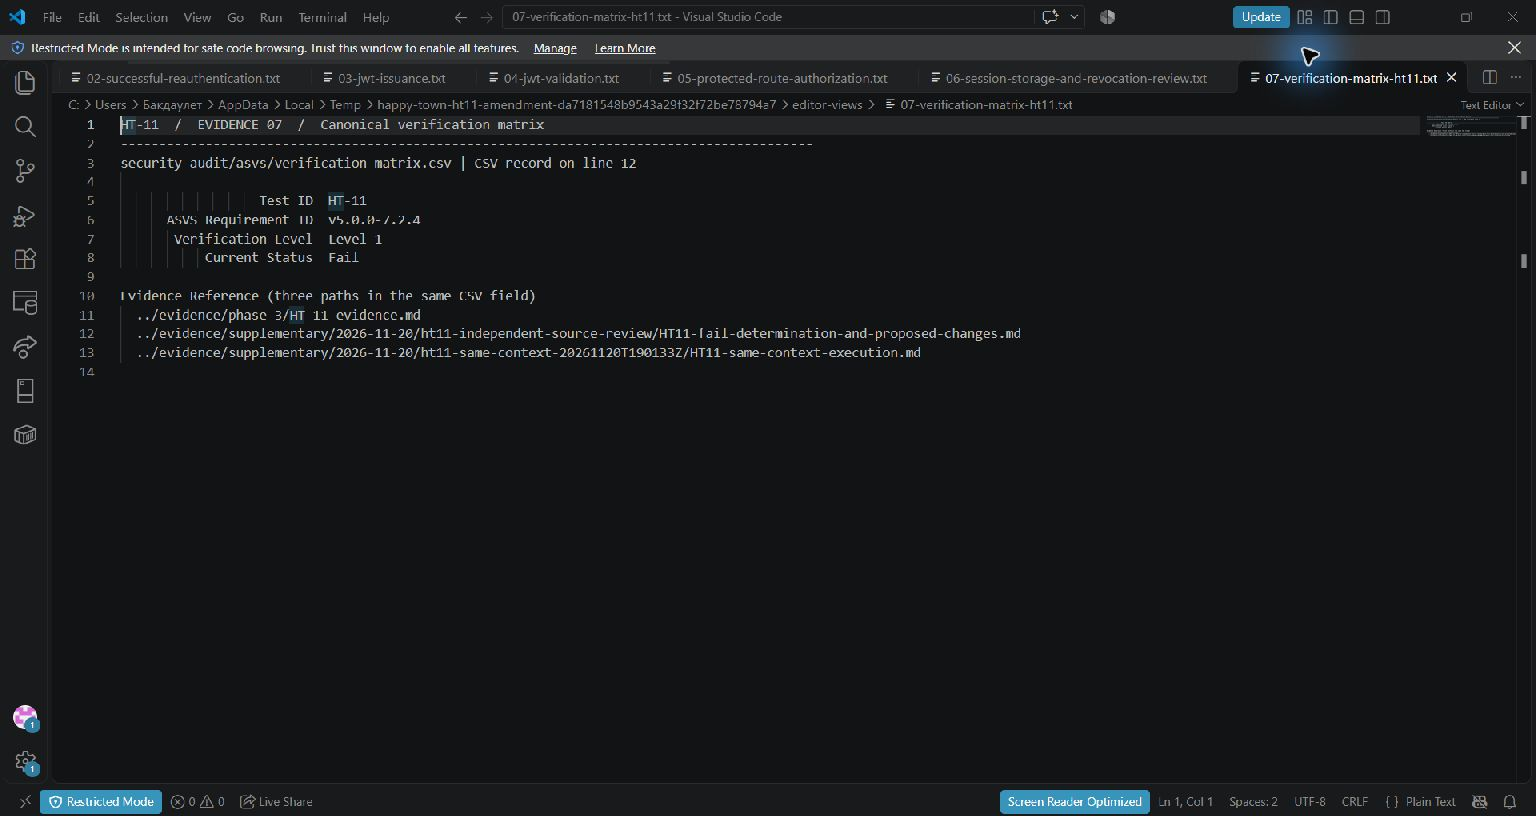 File Edit Selection View Go Run Terminal Help
07-verification-matrix-ht11.txt - Visual Studio Code
Update
Restricted Mode is intended for safe code browsing. Trust this window to enable all features. Manage Learn More
02-successful-reauthentication.txt
03-jwt-issuance.txt
04-jwt-validation.txt
05-protected-route-authorization.txt
06-session-storage-and-revocation-review.txt
07-verification-matrix-ht11.txt
C: > Users > Бакдаулет > AppData > Local > Temp > happy-town-ht11-amendment-da7181548b9543a29f32f72be78794a7 > editor-views > 07-verification-matrix-ht11.txt
Text Editor
1 HT-11 / EVIDENCE 07 / Canonical verification matrix
2 ------------------------------------------------------------------------------------------
3 security audit/asvs/verification matrix.csv | CSV record on line 12
4
5 Test ID HT-11
6 ASVS Requirement ID v5.0.0-7.2.4
7 Verification Level Level 1
8 Current Status Fail
9
10 Evidence Reference (three paths in the same CSV field)
11 ../evidence/phase 3/HT 11 evidence.md
12 ../evidence/supplementary/2026-11-20/ht11-independent-source-review/HT11-fail-determination-and-proposed-changes.md
13 ../evidence/supplementary/2026-11-20/ht11-same-context-20261120T190133Z/HT11-same-context-execution.md
14
1
1
Restricted Mode 0 0 Live Share
Screen Reader Optimized Ln 1, Col 1 Spaces: 2 UTF-8 CRLF { } Plain Text